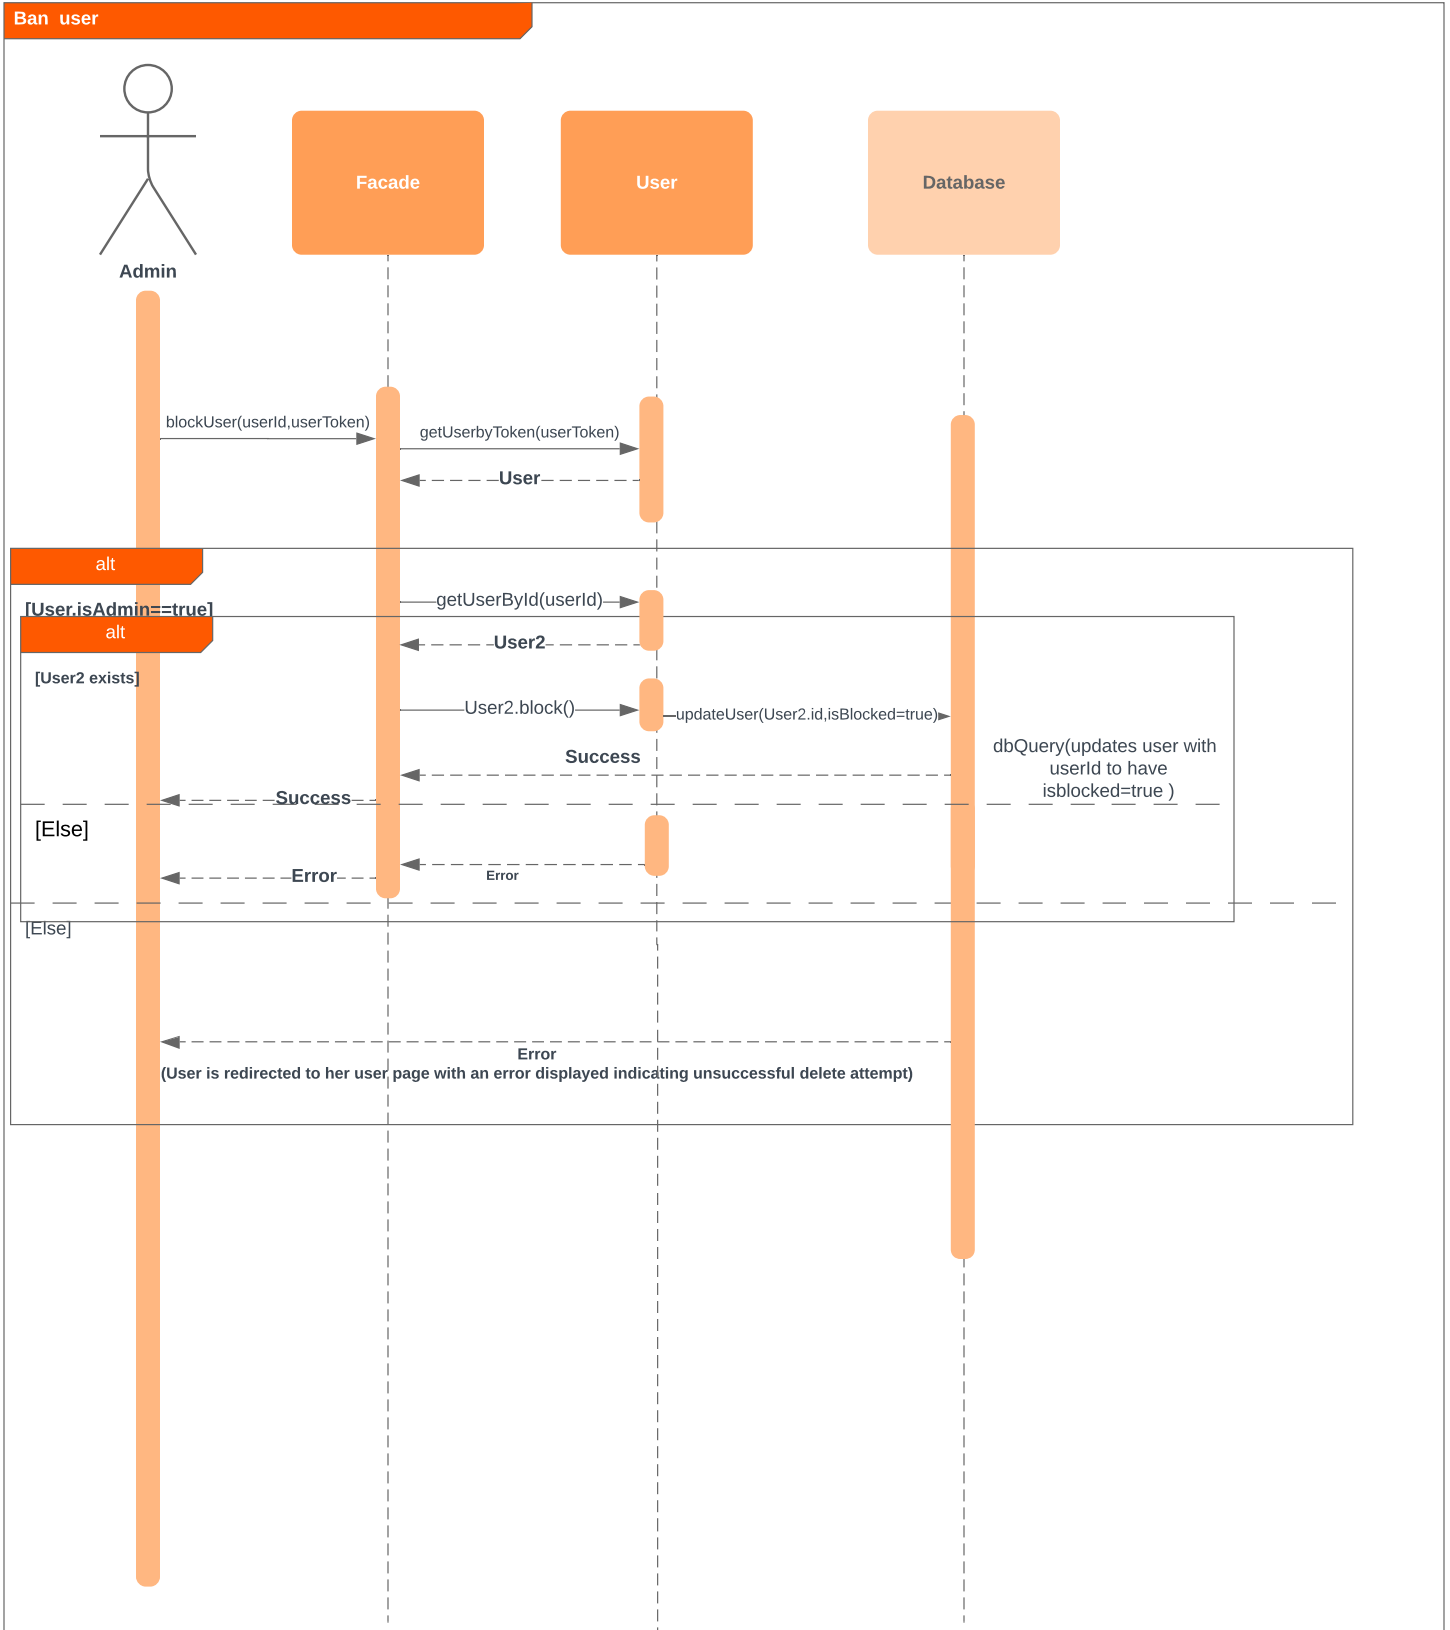 Ban  user
Facade
User
Database
Admin
blockUser(userId,userToken)
getUserbyToken(userToken)
User
alt
[User.isAdmin==true]
getUserById(userId)
alt
User2
[User2 exists]
User2.block()
updateUser(User2.id,isBlocked=true)
dbQuery(updates user with
userId to have
isblocked=true )
Success
Success
[Else]
Error
Error
[Else]
Error
(User is redirected to her user page with an error displayed indicating unsuccessful delete attempt)